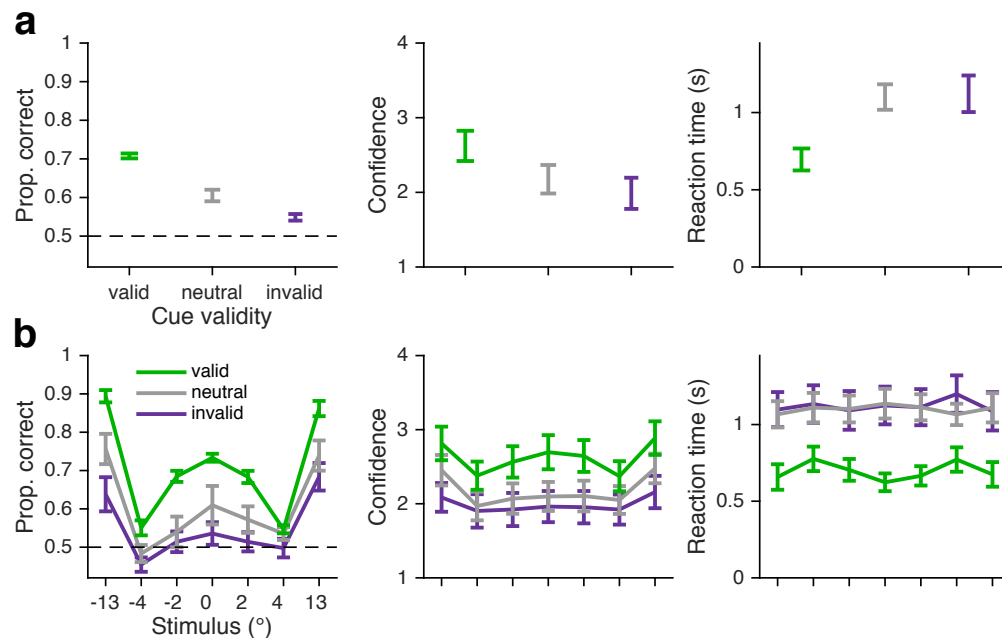 a
Prop. correct
1
0.9
0.8
0.7
0.6
0.5
valid neutral invalid
Cue validity
Confidence
4
3
2
1
Reaction time (s)
1
0.5
0
b
Prop. correct
1
0.9
0.8
0.7
0.6
0.5
valid
neutral
invalid
-13 -4 -2 0 2 4 13
Stimulus (°)
Confidence
4
3
2
1
Reaction time (s)
1
0.5
0